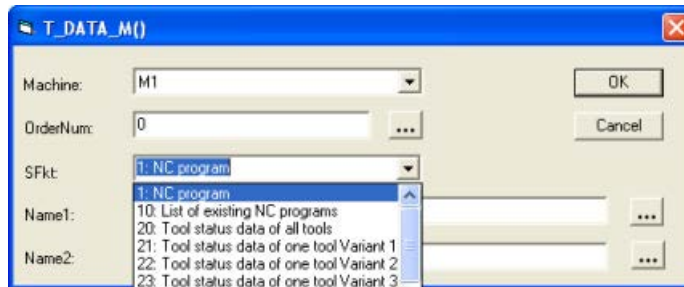 T_DATA_M()
Machine: M1 OK
OrderNum: 0 ... Cancel
SFkt: 1: NC program
1: NC program
10: List of existing NC programs
Name1: ...
20: Tool status data of all tools
21: Tool status data of one tool Variant 1
22: Tool status data of one tool Variant 2
Name2: ...
23: Tool status data of one tool Variant 3